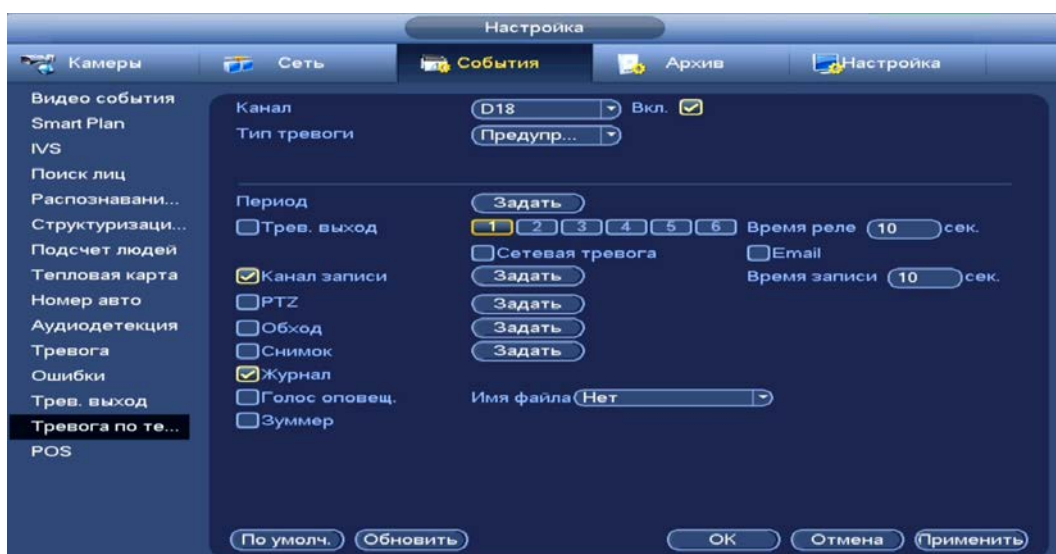 Настройка
Камеры Сеть События Архив Настройка
Видео события
Smart Plan
IVS
Поиск лиц
Распознавани...
Структуризаци...
Подсчет людей
Тепловая карта
Номер авто
Аудиодетекция
Тревога
Ошибки
Трев. выход
Тревога по те...
POS
Канал D18 Вкл.
Тип тревоги Предупр...
Период Задать
Трев. выход 1 2 3 4 5 6 Время реле 10 сек.
Сетевая тревога Email
Канал записи Задать Время записи 10 сек.
PTZ Задать
Обход Задать
Снимок Задать
Журнал
Голос оповещ. Имя файла Нет
Зуммер
По умолч. Обновить OK Отмена Применить